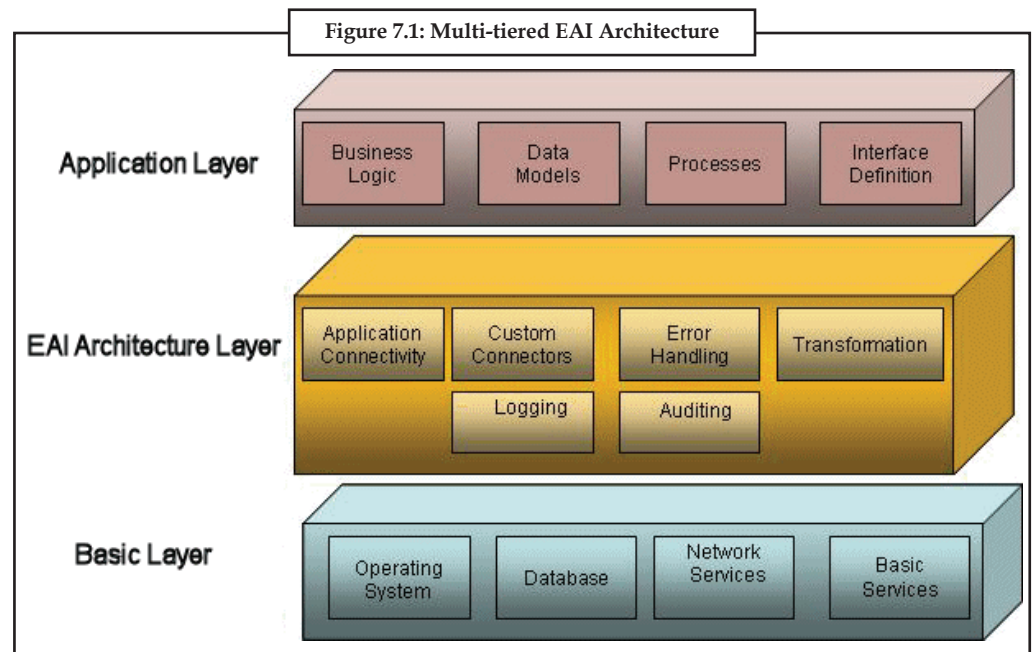 Figure 7.1: Multi-tiered EAI Architecture
Application Layer
Business
Logic
Data
Models
Processes
Interface
Definition
EAI Architecture Layer
Application
Connectivity
Custom
Connectors
Error
Handling
Transformation
Logging
Auditing
Basic Layer
Operating
System
Database
Network
Services
Basic
Services